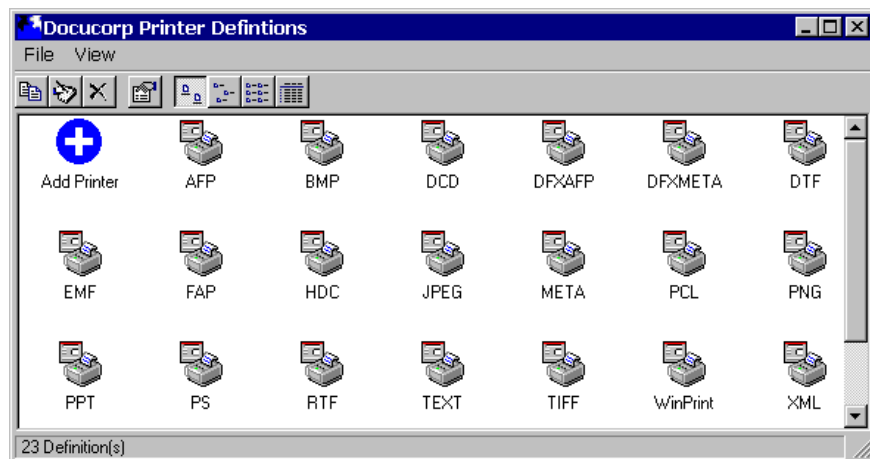 Docucorp Printer Defintions
File View
Add Printer AFP BMP DCD DFXAFP DFXMETA DTF
EMF FAP HDC JPEG META PCL PNG
PPT PS RTF TEXT TIFF WinPrint XML
23 Definition(s)